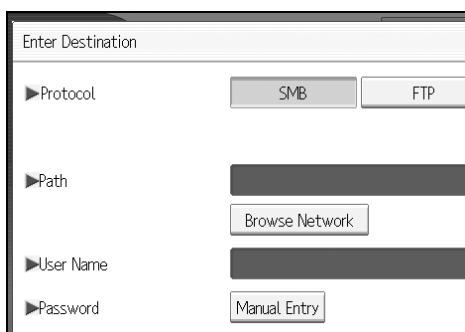 Enter Destination
▶Protocol SMB FTP
▶Path
Browse Network
▶User Name
▶Password Manual Entry